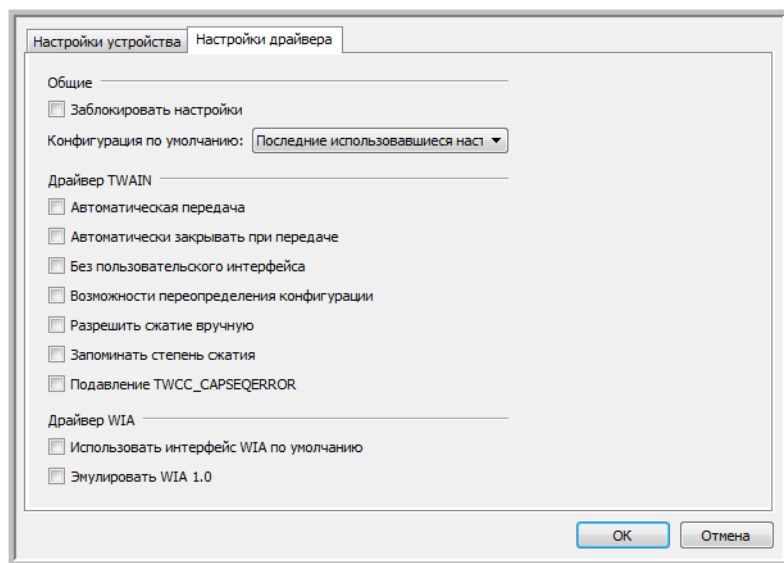 Настройки устройства
Настройки драйвера
Общие
Заблокировать настройки
Конфигурация по умолчанию: Последние использовавшиеся наст
Драйвер TWAIN
Автоматическая передача
Автоматически закрывать при передаче
Без пользовательского интерфейса
Возможности переопределения конфигурации
Разрешить сжатие вручную
Запоминать степень сжатия
Подавление TWCC_CAPSEQERROR
Драйвер WIA
Использовать интерфейс WIA по умолчанию
Эмулировать WIA 1.0
OK
Отмена